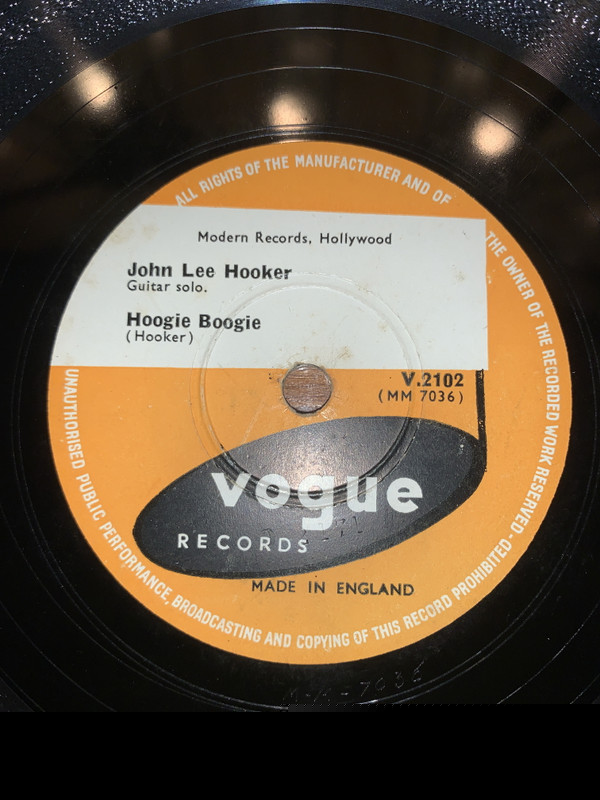 ALL RIGHTS OF THE MANUFACTURER AND OF THE OWNER OF THE RECORDED WORK RESERVED-
UNAUTHORISED PUBLIC PERFORMANCE, BROADCASTING AND COPYING OF THIS RECORD PROHIBITED-
Modern Records, Hollywood
John Lee Hooker
Guitar solo.
Hoogie Boogie
(Hooker)
V.2102
(MM 7036)
vogue
RECORDS
MADE IN ENGLAND